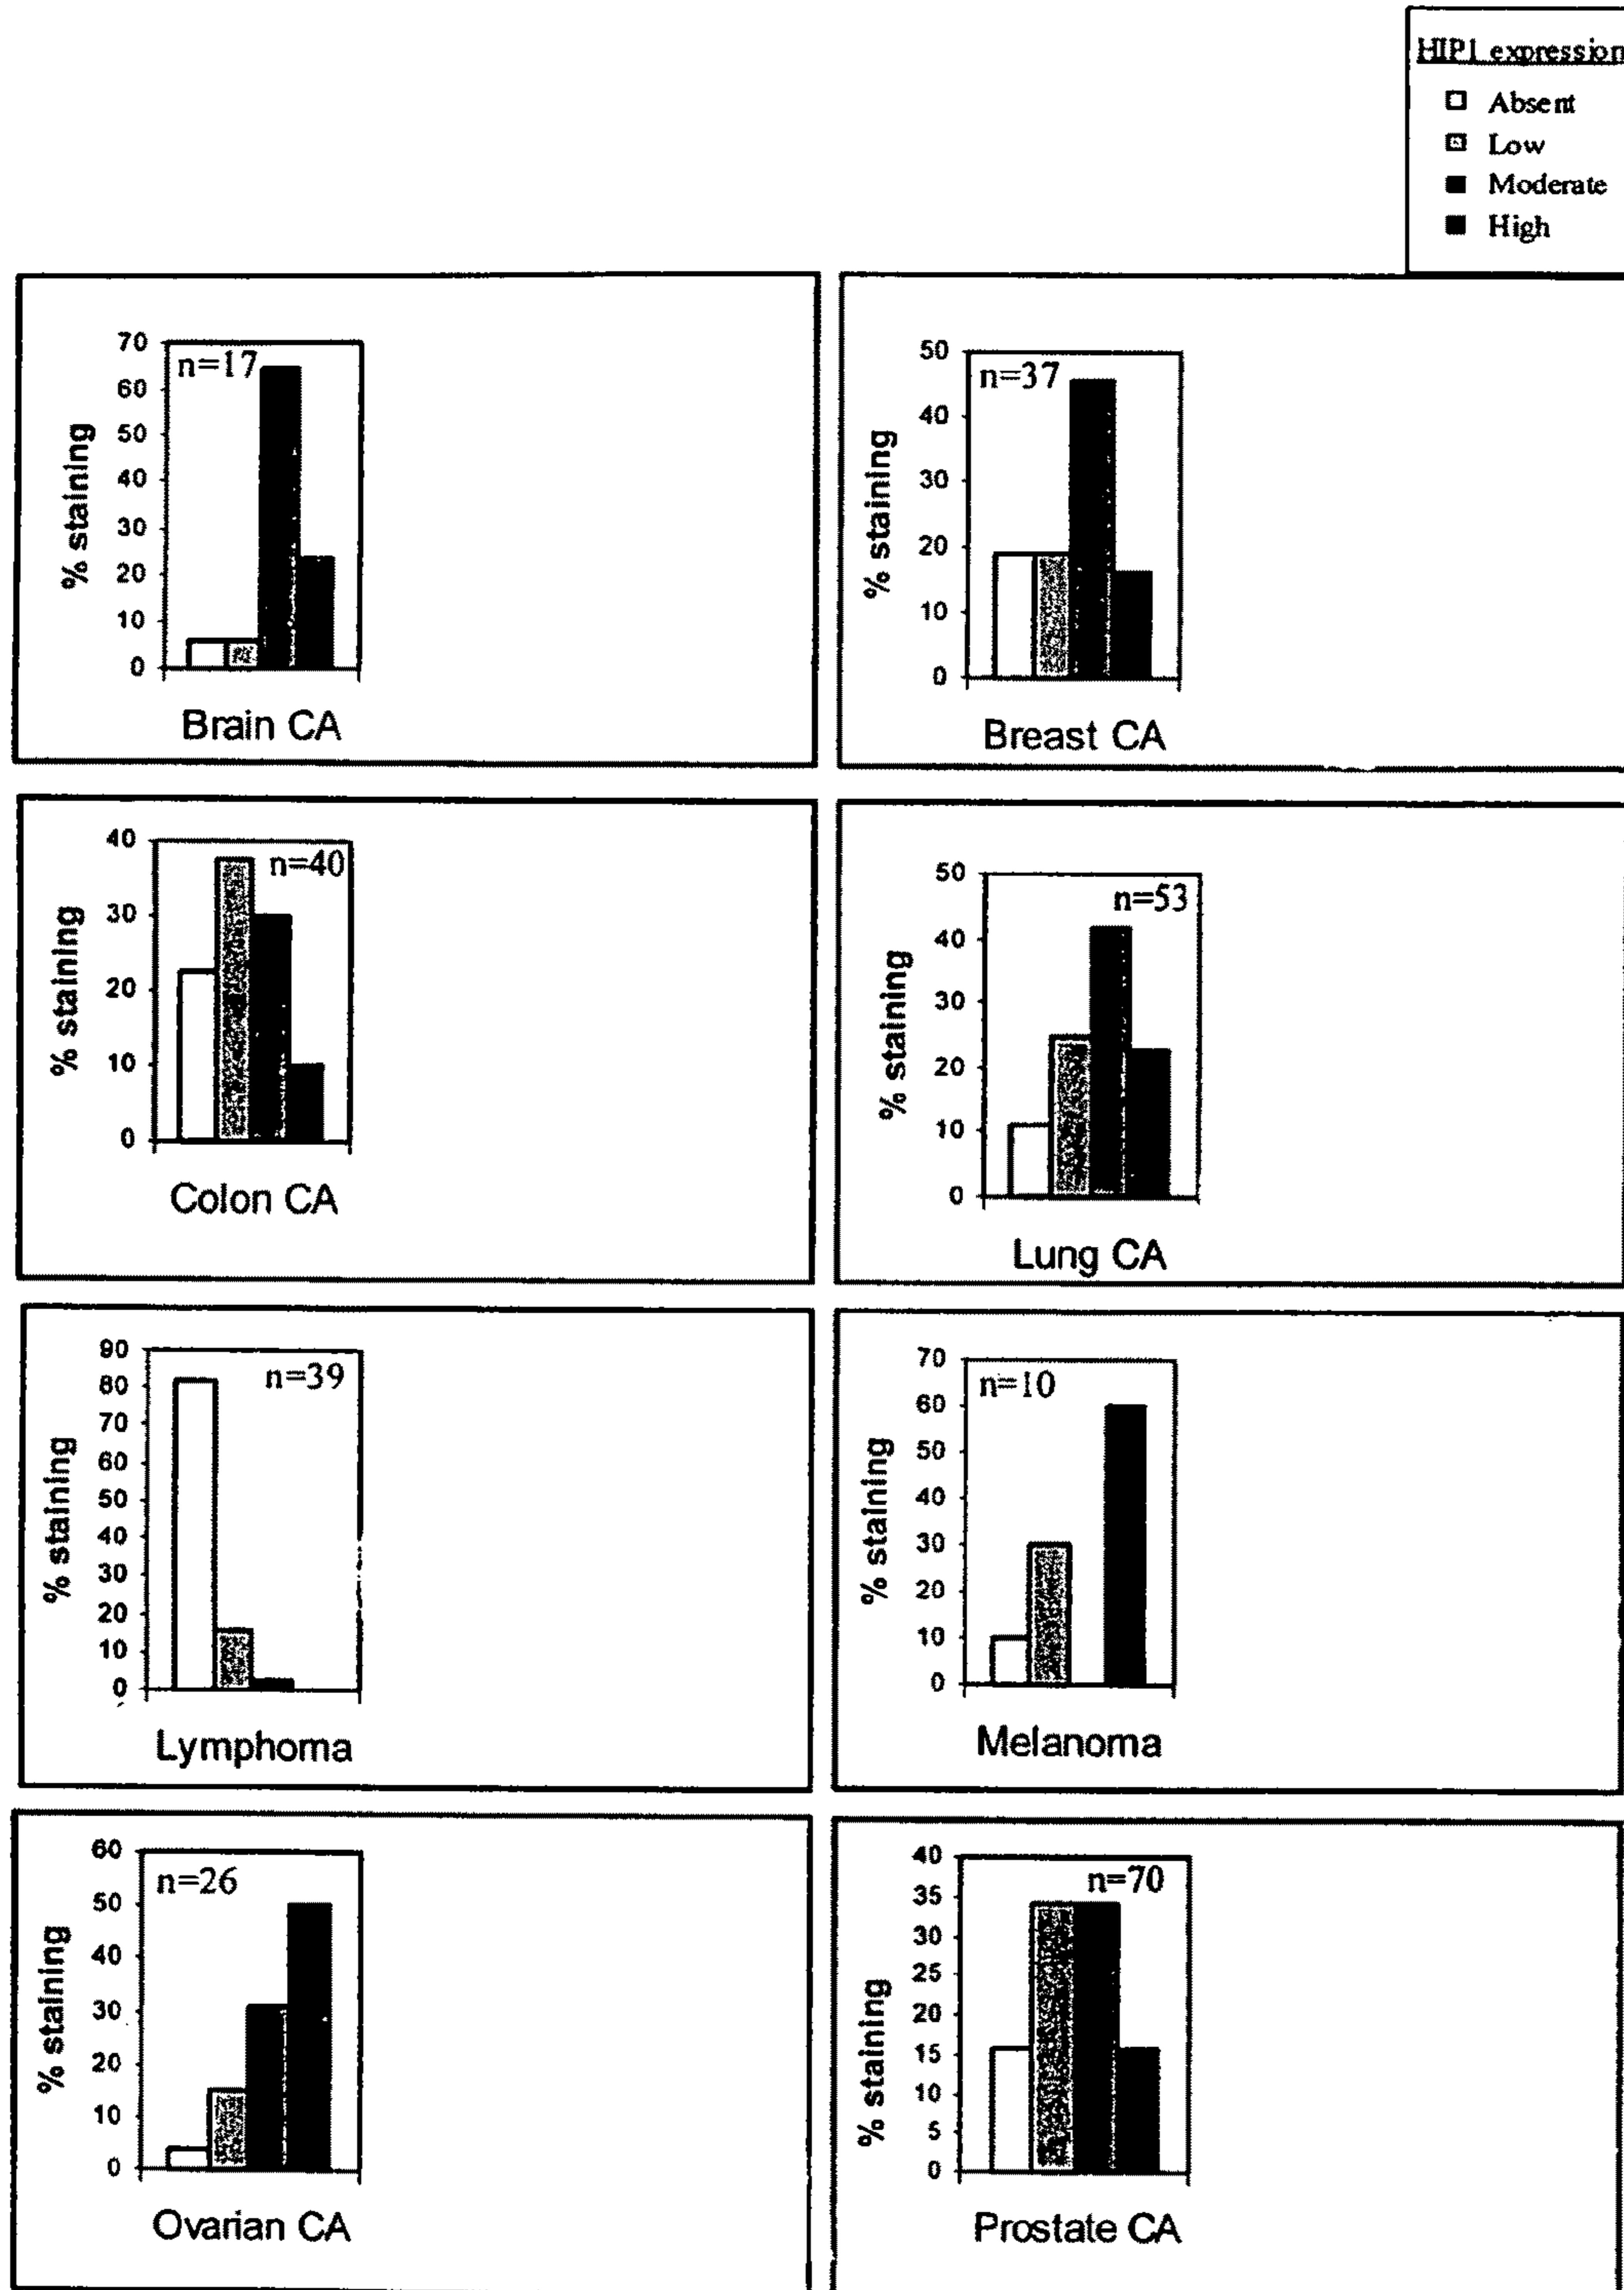 HIP1 expression
Absent
Low
Moderate
High
70
60
50
40
30
20
10
0
n=17
% staining
Brain CA
50
40
30
20
10
0
n=37
% staining
Breast CA
40
30
20
10
0
n=40
% staining
Colon CA
50
40
30
20
10
0
n=53
% staining
Lung CA
90
80
70
60
50
40
30
20
10
0
n=39
% staining
Lymphoma
70
60
50
40
30
20
10
0
n=10
% staining
Melanoma
60
50
40
30
20
10
0
n=26
% staining
Ovarian CA
40
35
30
25
20
15
10
5
0
n=70
% staining
Prostate CA